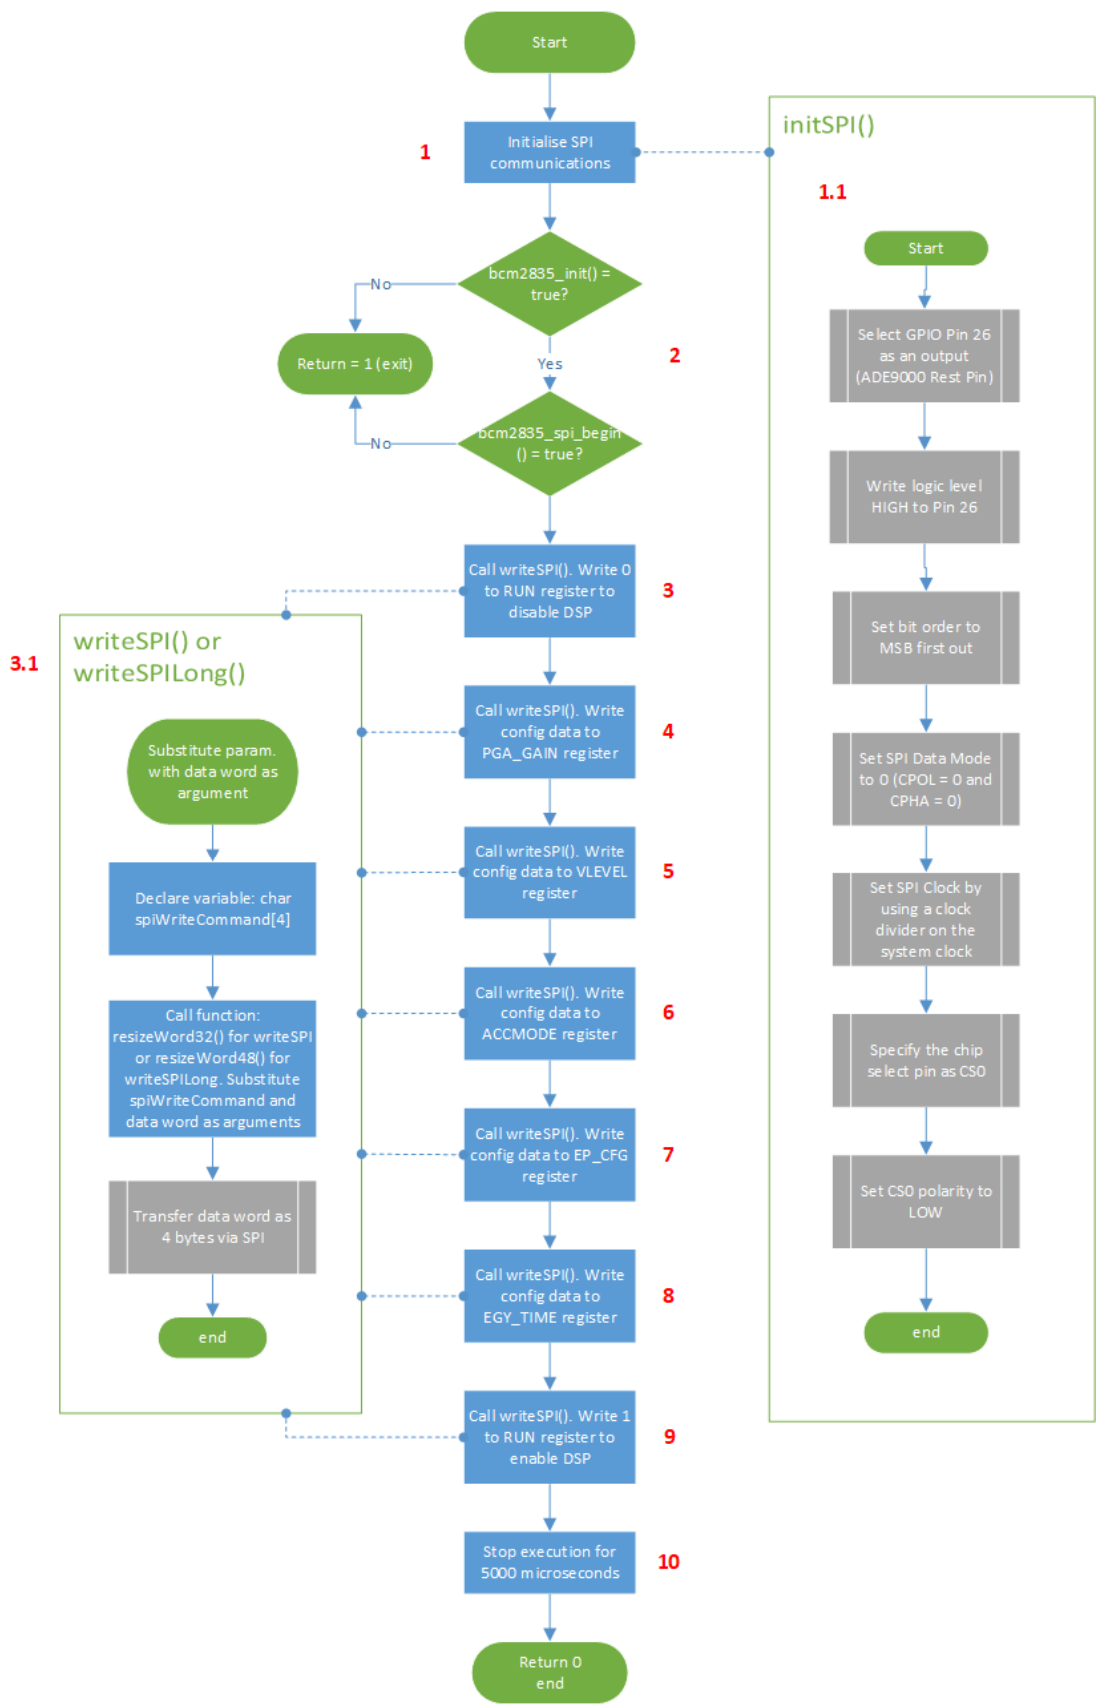 Start
1
Initialise SPI
communications
bcm2835_init() =
true?
No
Return = 1 (exit)
2
Yes
bcm2835_spi_begin
() = true?
No
Call writeSPI(). Write 0
to RUN register to
disable DSP
3
Call writeSPI(). Write
config data to
PGA_GAIN register
4
Call writeSPI(). Write
config data to VLEVEL
register
5
Call writeSPI(). Write
config data to
ACCMODE register
6
Call writeSPI(). Write
config data to EP_CFG
register
7
Call writeSPI(). Write
config data to
EGY_TIME register
8
Call writeSPI(). Write 1
to RUN register to
enable DSP
9
Stop execution for
5000 microseconds
10
Return 0
end
initSPI()
1.1
Start
Select GPIO Pin 26
as an output
(ADE9000 Rest Pin)
Write logic level
HIGH to Pin 26
Set bit order to
MSB first out
Set SPI Data Mode
to 0 (CPOL = 0 and
CPHA = 0)
Set SPI Clock by
using a clock
divider on the
system clock
Specify the chip
select pin as CS0
Set CS0 polarity to
LOW
end
3.1
writeSPI() or
writeSPILong()
Substitute param.
with data word as
argument
Declare variable: char
spiWriteCommand[4]
Call function:
resizeWord32() for writeSPI
or resizeWord48() for
writeSPILong. Substitute
spiWriteCommand and
data word as arguments
Transfer data word as
4 bytes via SPI
end